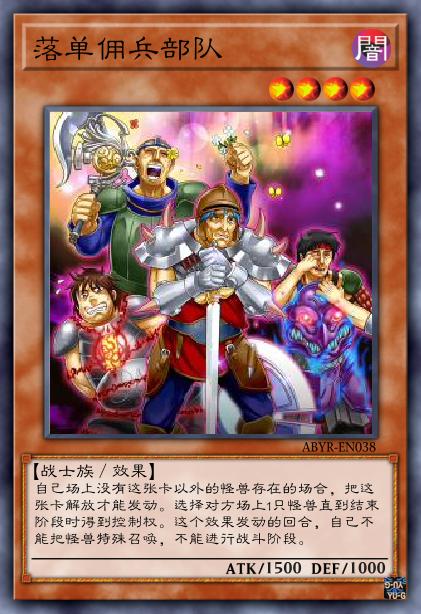 落单佣兵部队
闇
ABYR-EN038
【战士族／效果】
自己场上没有这张卡以外的怪兽存在的场合，把这
张卡解放才能发动。选择对方场上1只怪兽直到结束
阶段时得到控制权。这个效果发动的回合，自己不
能把怪兽特殊召唤，不能进行战斗阶段。
ATK/1500 DEF/1000